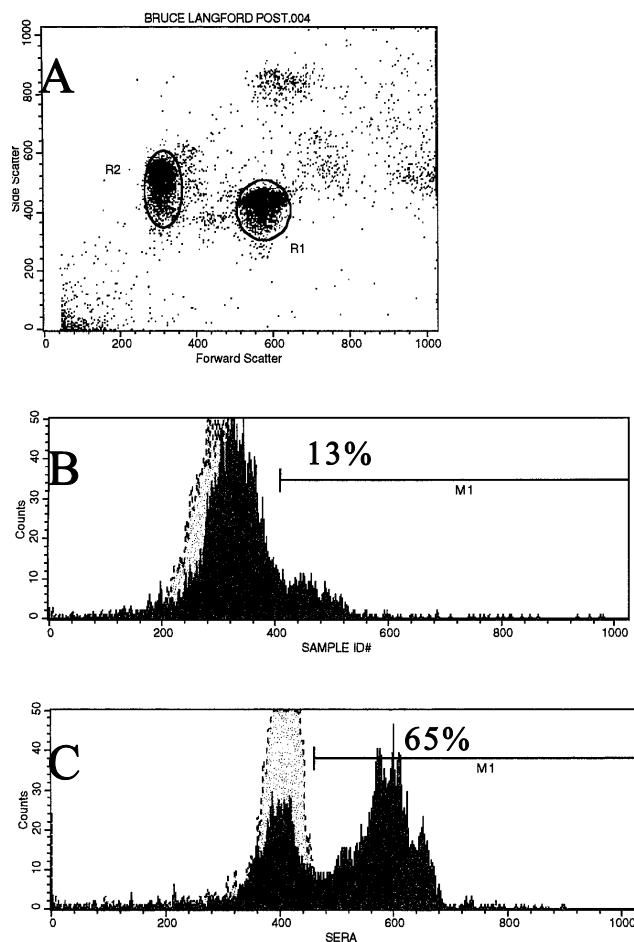 BRUCE LANGFORD POST.004
A
Side Scatter
0 200 400 600 800 1000
R2
R1
0 200 400 600 800 1000
Forward Scatter
B
Counts
0 10 20 30 40 50
13%
M1
0 200 400 600 800 1000
SAMPLE ID#
C
Counts
0 10 20 30 40 50
65%
M1
0 200 400 600 800 1000
SERA